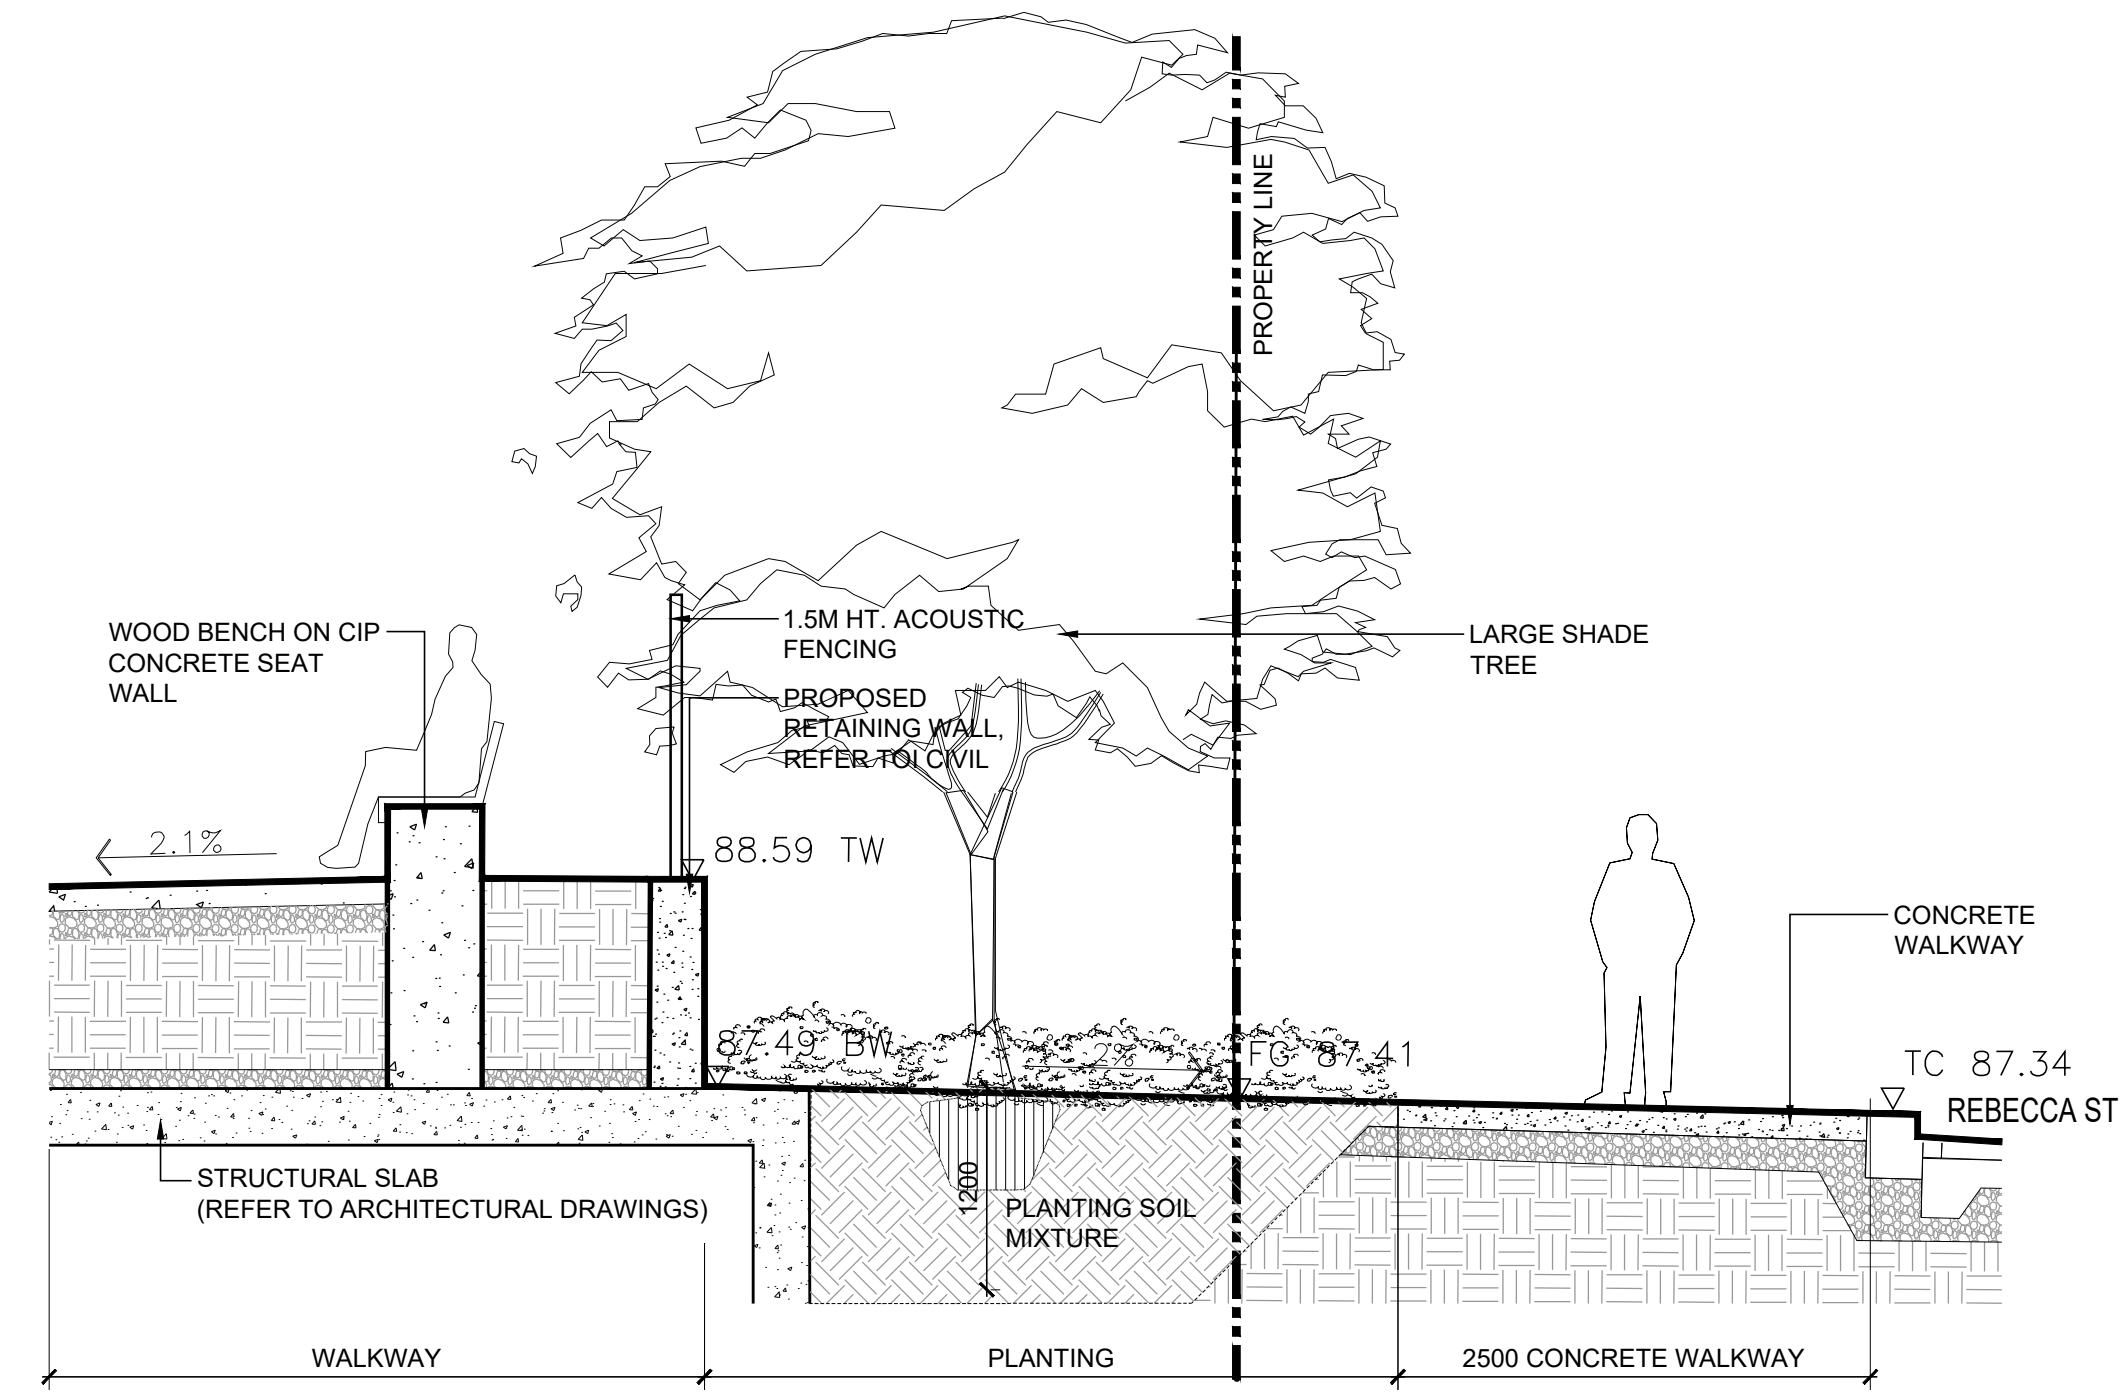 PROPERTY LINE
1.5M HT. ACOUSTIC
FENCING
WOOD BENCH ON CIP
CONCRETE SEAT
WALL
LARGE SHADE
TREE
PROPOSED
RETAINING WALL,
REFER TOI CIVIL
2.1%
88.59 TW
CONCRETE
WALKWAY
87.49 BW
2%
FG 87.41
TC 87.34
REBECCA ST
STRUCTURAL SLAB
(REFER TO ARCHITECTURAL DRAWINGS)
1200
PLANTING SOIL
MIXTURE
WALKWAY
PLANTING
2500 CONCRETE WALKWAY